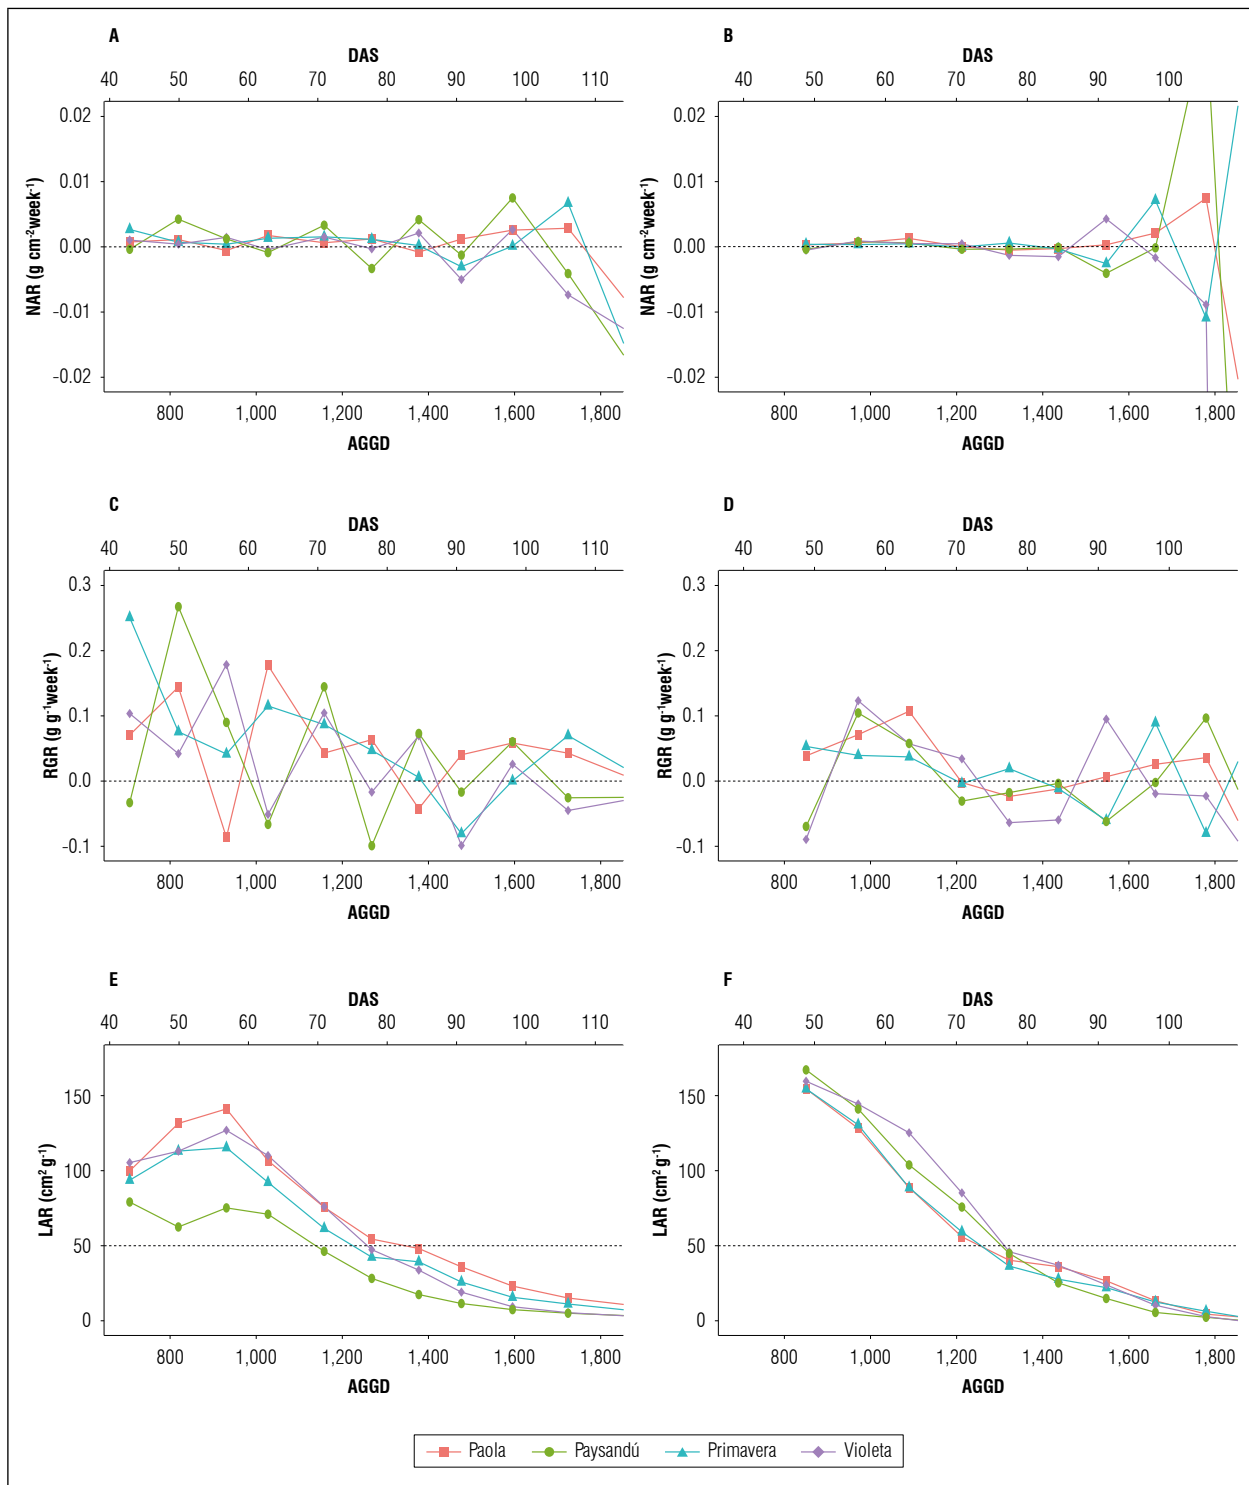 A
DAS
40 50 60 70 80 90 100 110
0.02
0.01
0.00
-0.01
-0.02
NAR (g cm⁻²week⁻¹)
800 1,000 1,200 1,400 1,600 1,800
AGGD
B
DAS
40 50 60 70 80 90 100
0.02
0.01
0.00
-0.01
-0.02
NAR (g cm⁻²week⁻¹)
800 1,000 1,200 1,400 1,600 1,800
AGGD
C
DAS
40 50 60 70 80 90 100 110
0.3
0.2
0.1
0.0
-0.1
RGR (g g⁻¹week⁻¹)
800 1,000 1,200 1,400 1,600 1,800
AGGD
D
DAS
40 50 60 70 80 90 100
0.3
0.2
0.1
0.0
-0.1
RGR (g g⁻¹week⁻¹)
800 1,000 1,200 1,400 1,600 1,800
AGGD
E
DAS
40 50 60 70 80 90 100 110
150
100
50
0
LAR (cm² g⁻¹)
800 1,000 1,200 1,400 1,600 1,800
AGGD
F
DAS
40 50 60 70 80 90 100
150
100
50
0
LAR (cm² g⁻¹)
800 1,000 1,200 1,400 1,600 1,800
AGGD
Paola Paysandú Primavera Violeta